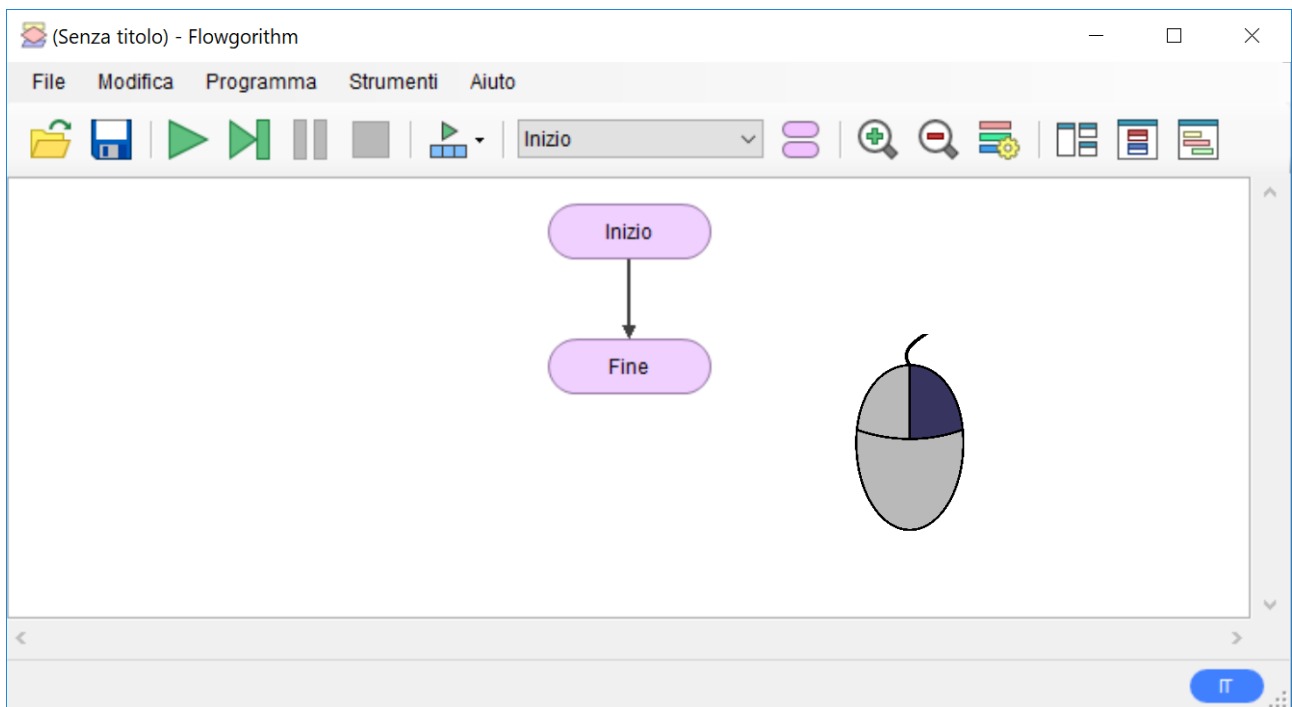 (Senza titolo) - Flowgorithm
File Modifica Programma Strumenti Aiuto
Inizio
Inizio
Fine
IT